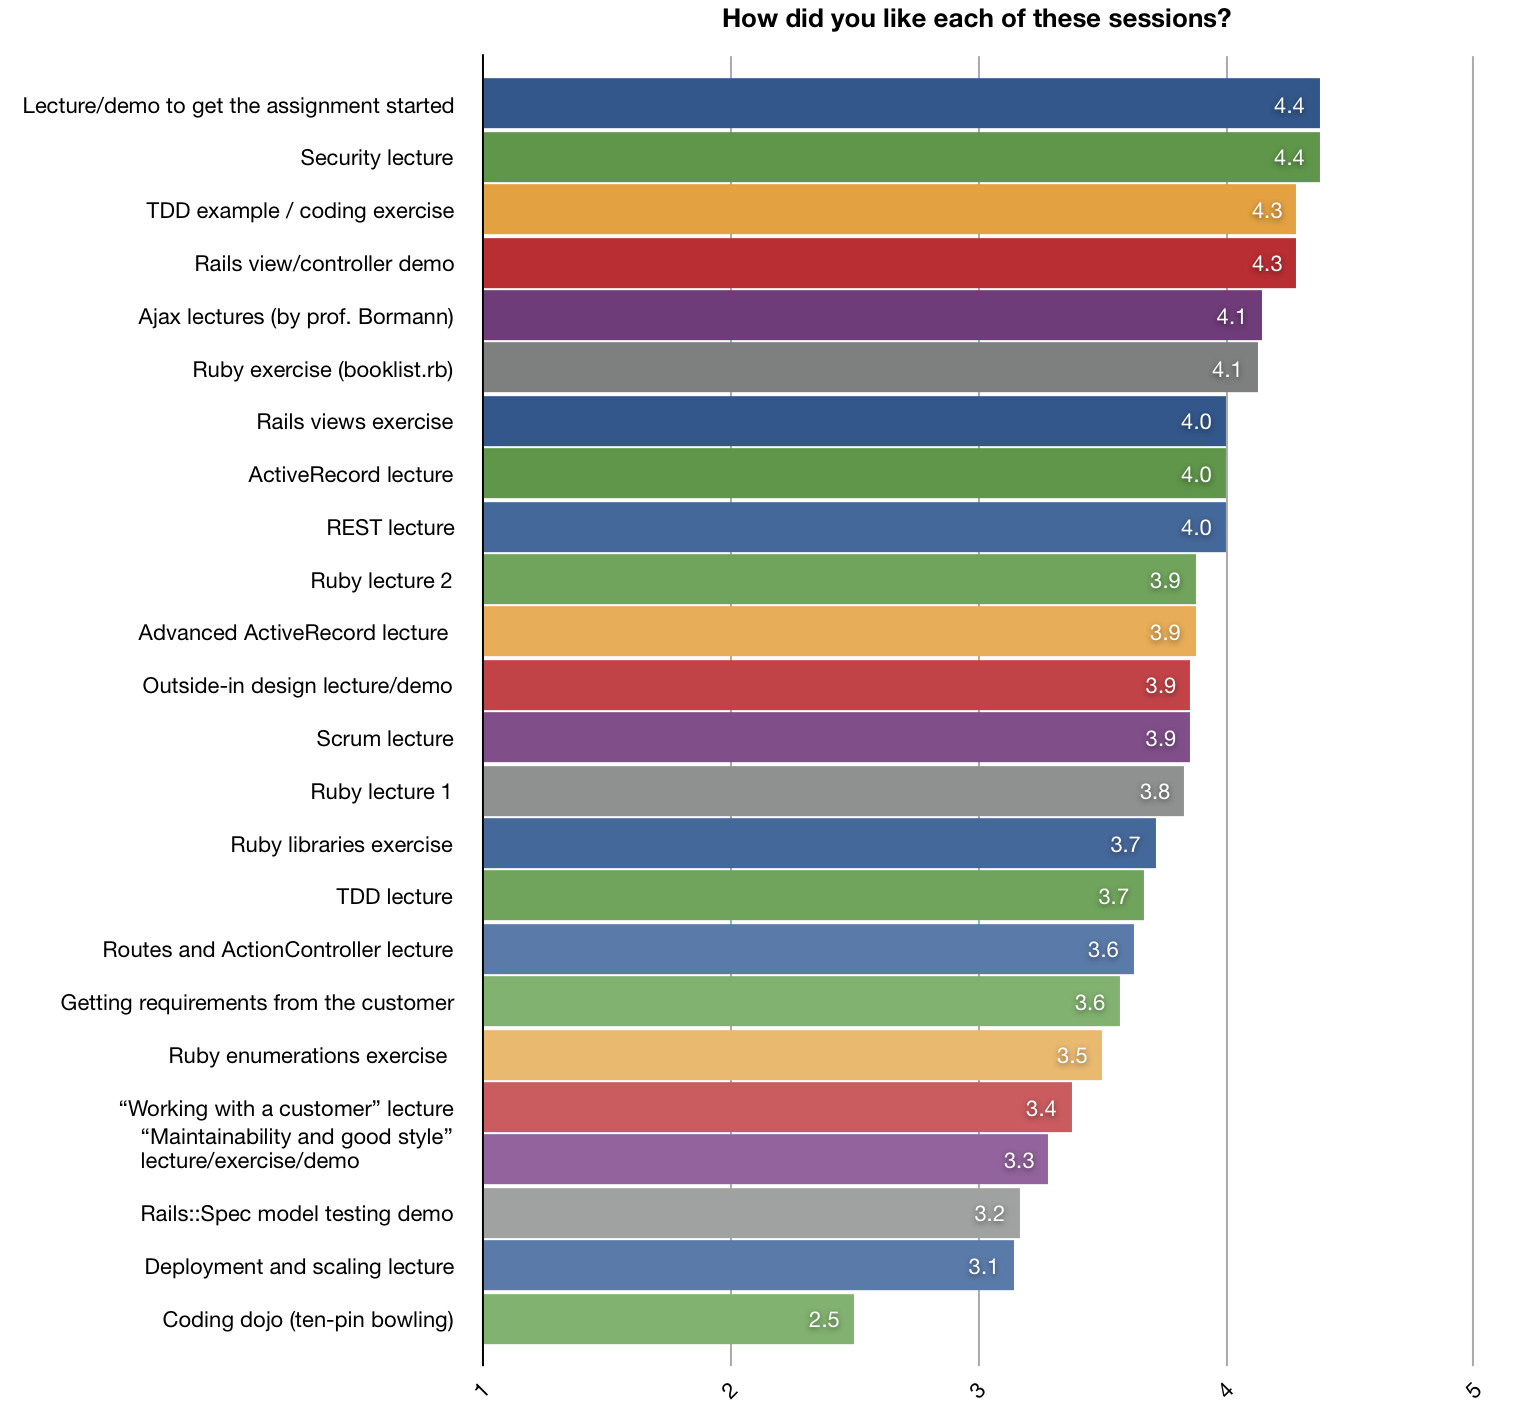 How did you like each of these sessions?
Lecture/demo to get the assignment started 4.4
Security lecture 4.4
TDD example / coding exercise 4.3
Rails view/controller demo 4.3
Ajax lectures (by prof. Bormann) 4.1
Ruby exercise (booklist.rb) 4.1
Rails views exercise 4.0
ActiveRecord lecture 4.0
REST lecture 4.0
Ruby lecture 2 3.9
Advanced ActiveRecord lecture 3.9
Outside-in design lecture/demo 3.9
Scrum lecture 3.9
Ruby lecture 1 3.8
Ruby libraries exercise 3.7
TDD lecture 3.7
Routes and ActionController lecture 3.6
Getting requirements from the customer 3.6
Ruby enumerations exercise 3.5
“Working with a customer” lecture 3.4
“Maintainability and good style”
lecture/exercise/demo 3.3
Rails::Spec model testing demo 3.2
Deployment and scaling lecture 3.1
Coding dojo (ten-pin bowling) 2.5
1 2 3 4 5